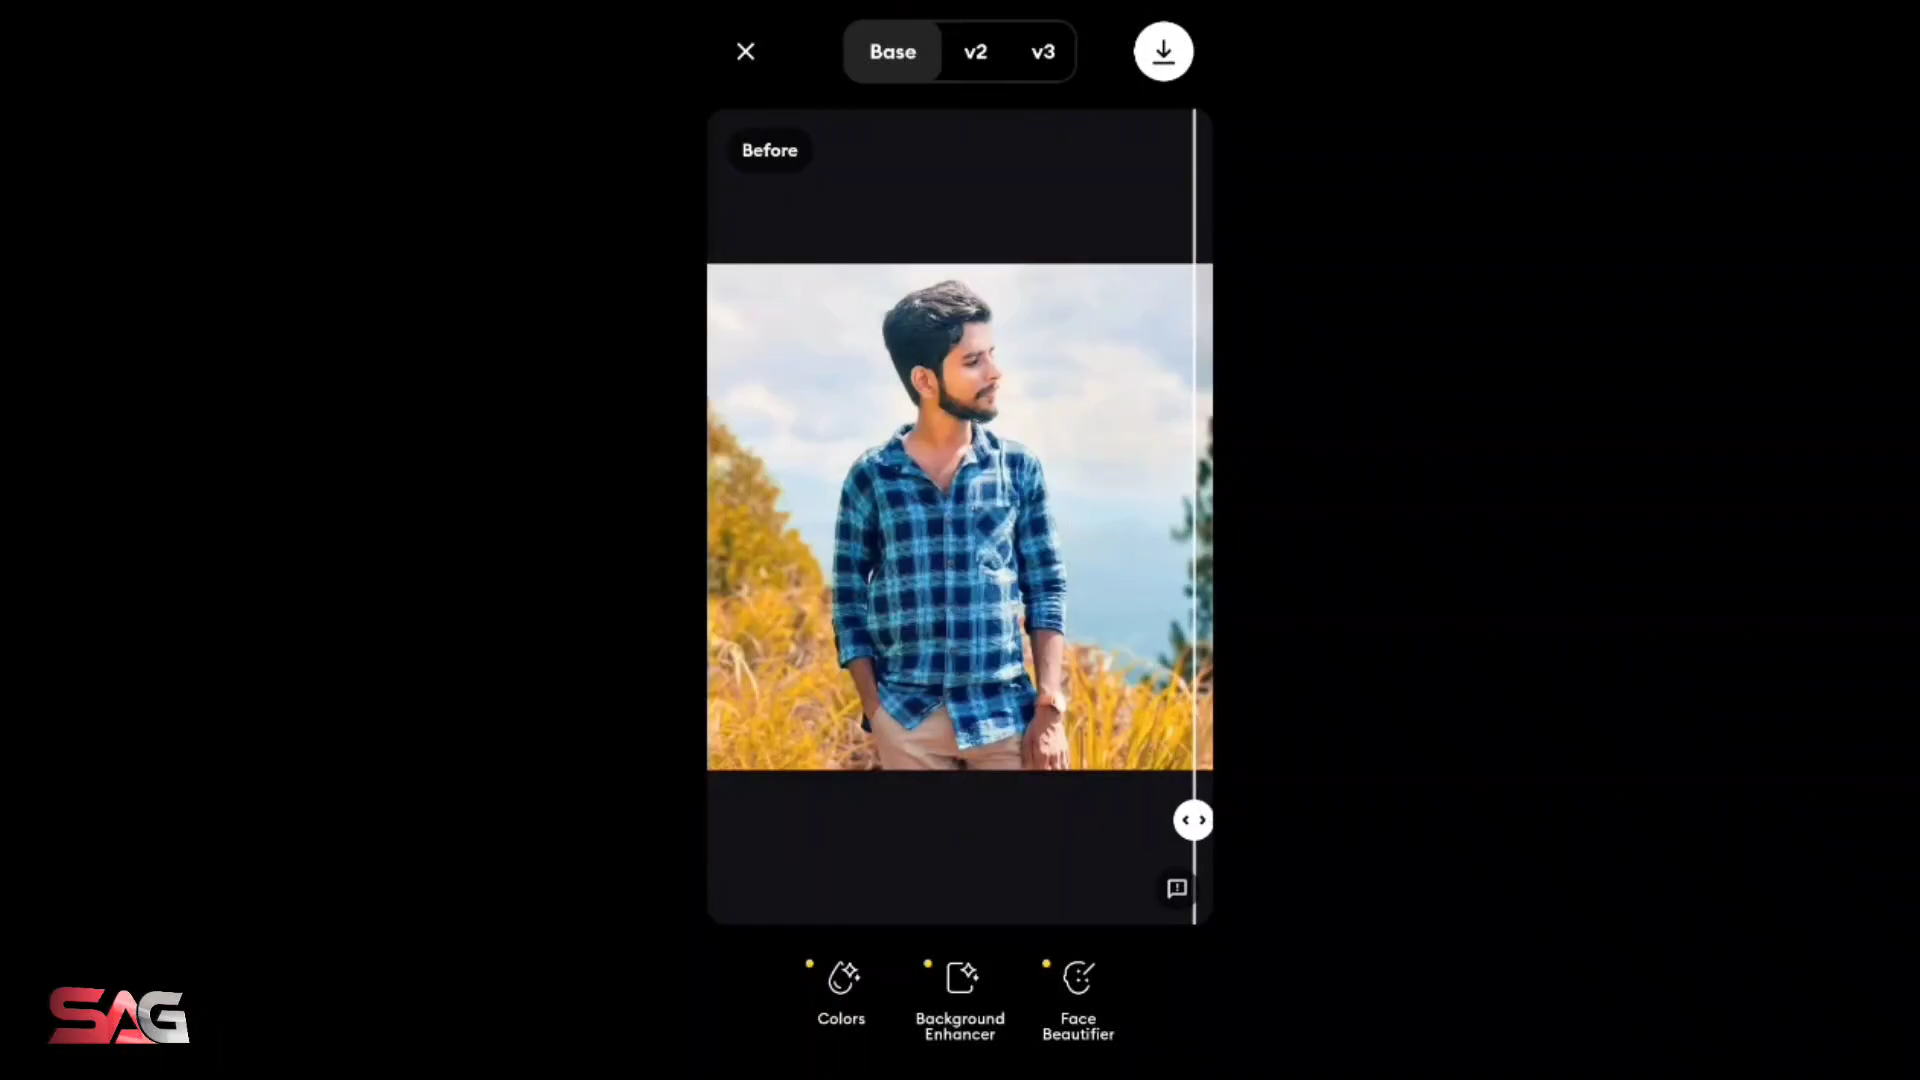 Base v2 v3
Before
Colors
Background
Enhancer
Face
Beautifier
SAG